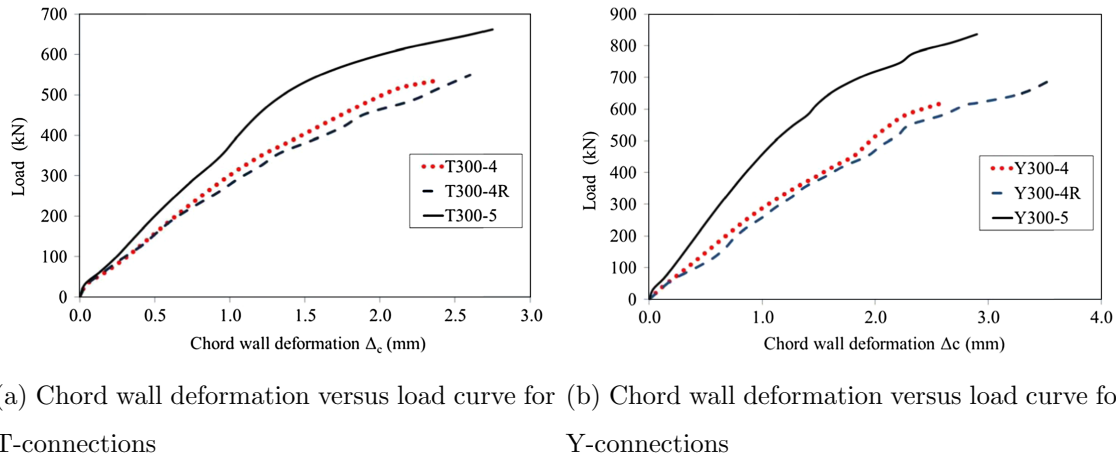 700
600
500
400
300
200
100
0
Load (kN)
0.0 0.5 1.0 1.5 2.0 2.5 3.0
Chord wall deformation Δc (mm)
T300-4
T300-4R
T300-5
900
800
700
600
500
400
300
200
100
0
Load (kN)
0.0 1.0 2.0 3.0 4.0
Chord wall deformation Δc (mm)
Y300-4
Y300-4R
Y300-5
a) Chord wall deformation versus load curve for
T-connections
(b) Chord wall deformation versus load curve fo
Y-connections